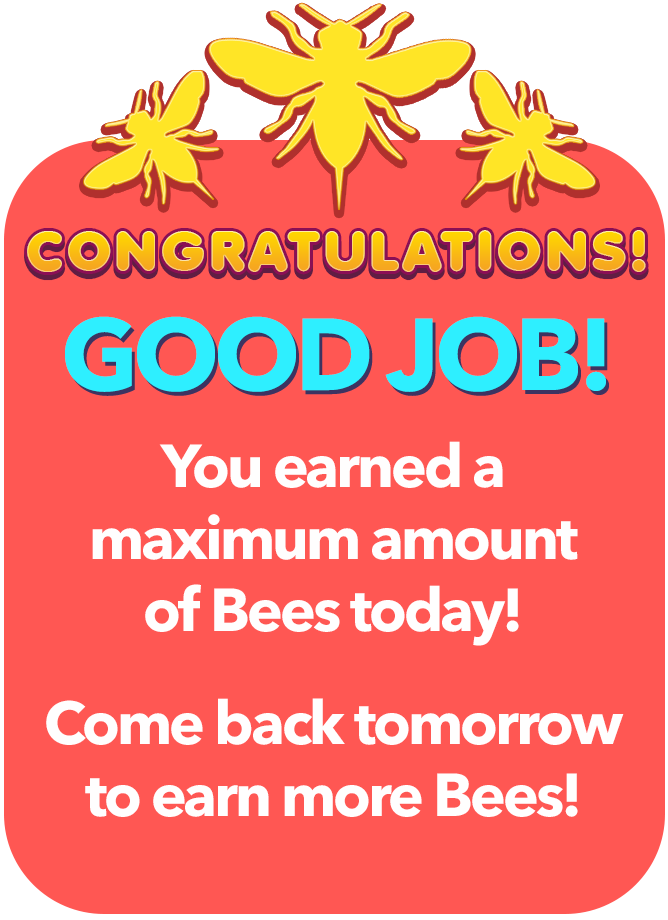 CONGRATULATIONS!
GOOD JOB!
You earned a
maximum amount
of Bees today!
Come back tomorrow
to earn more Bees!